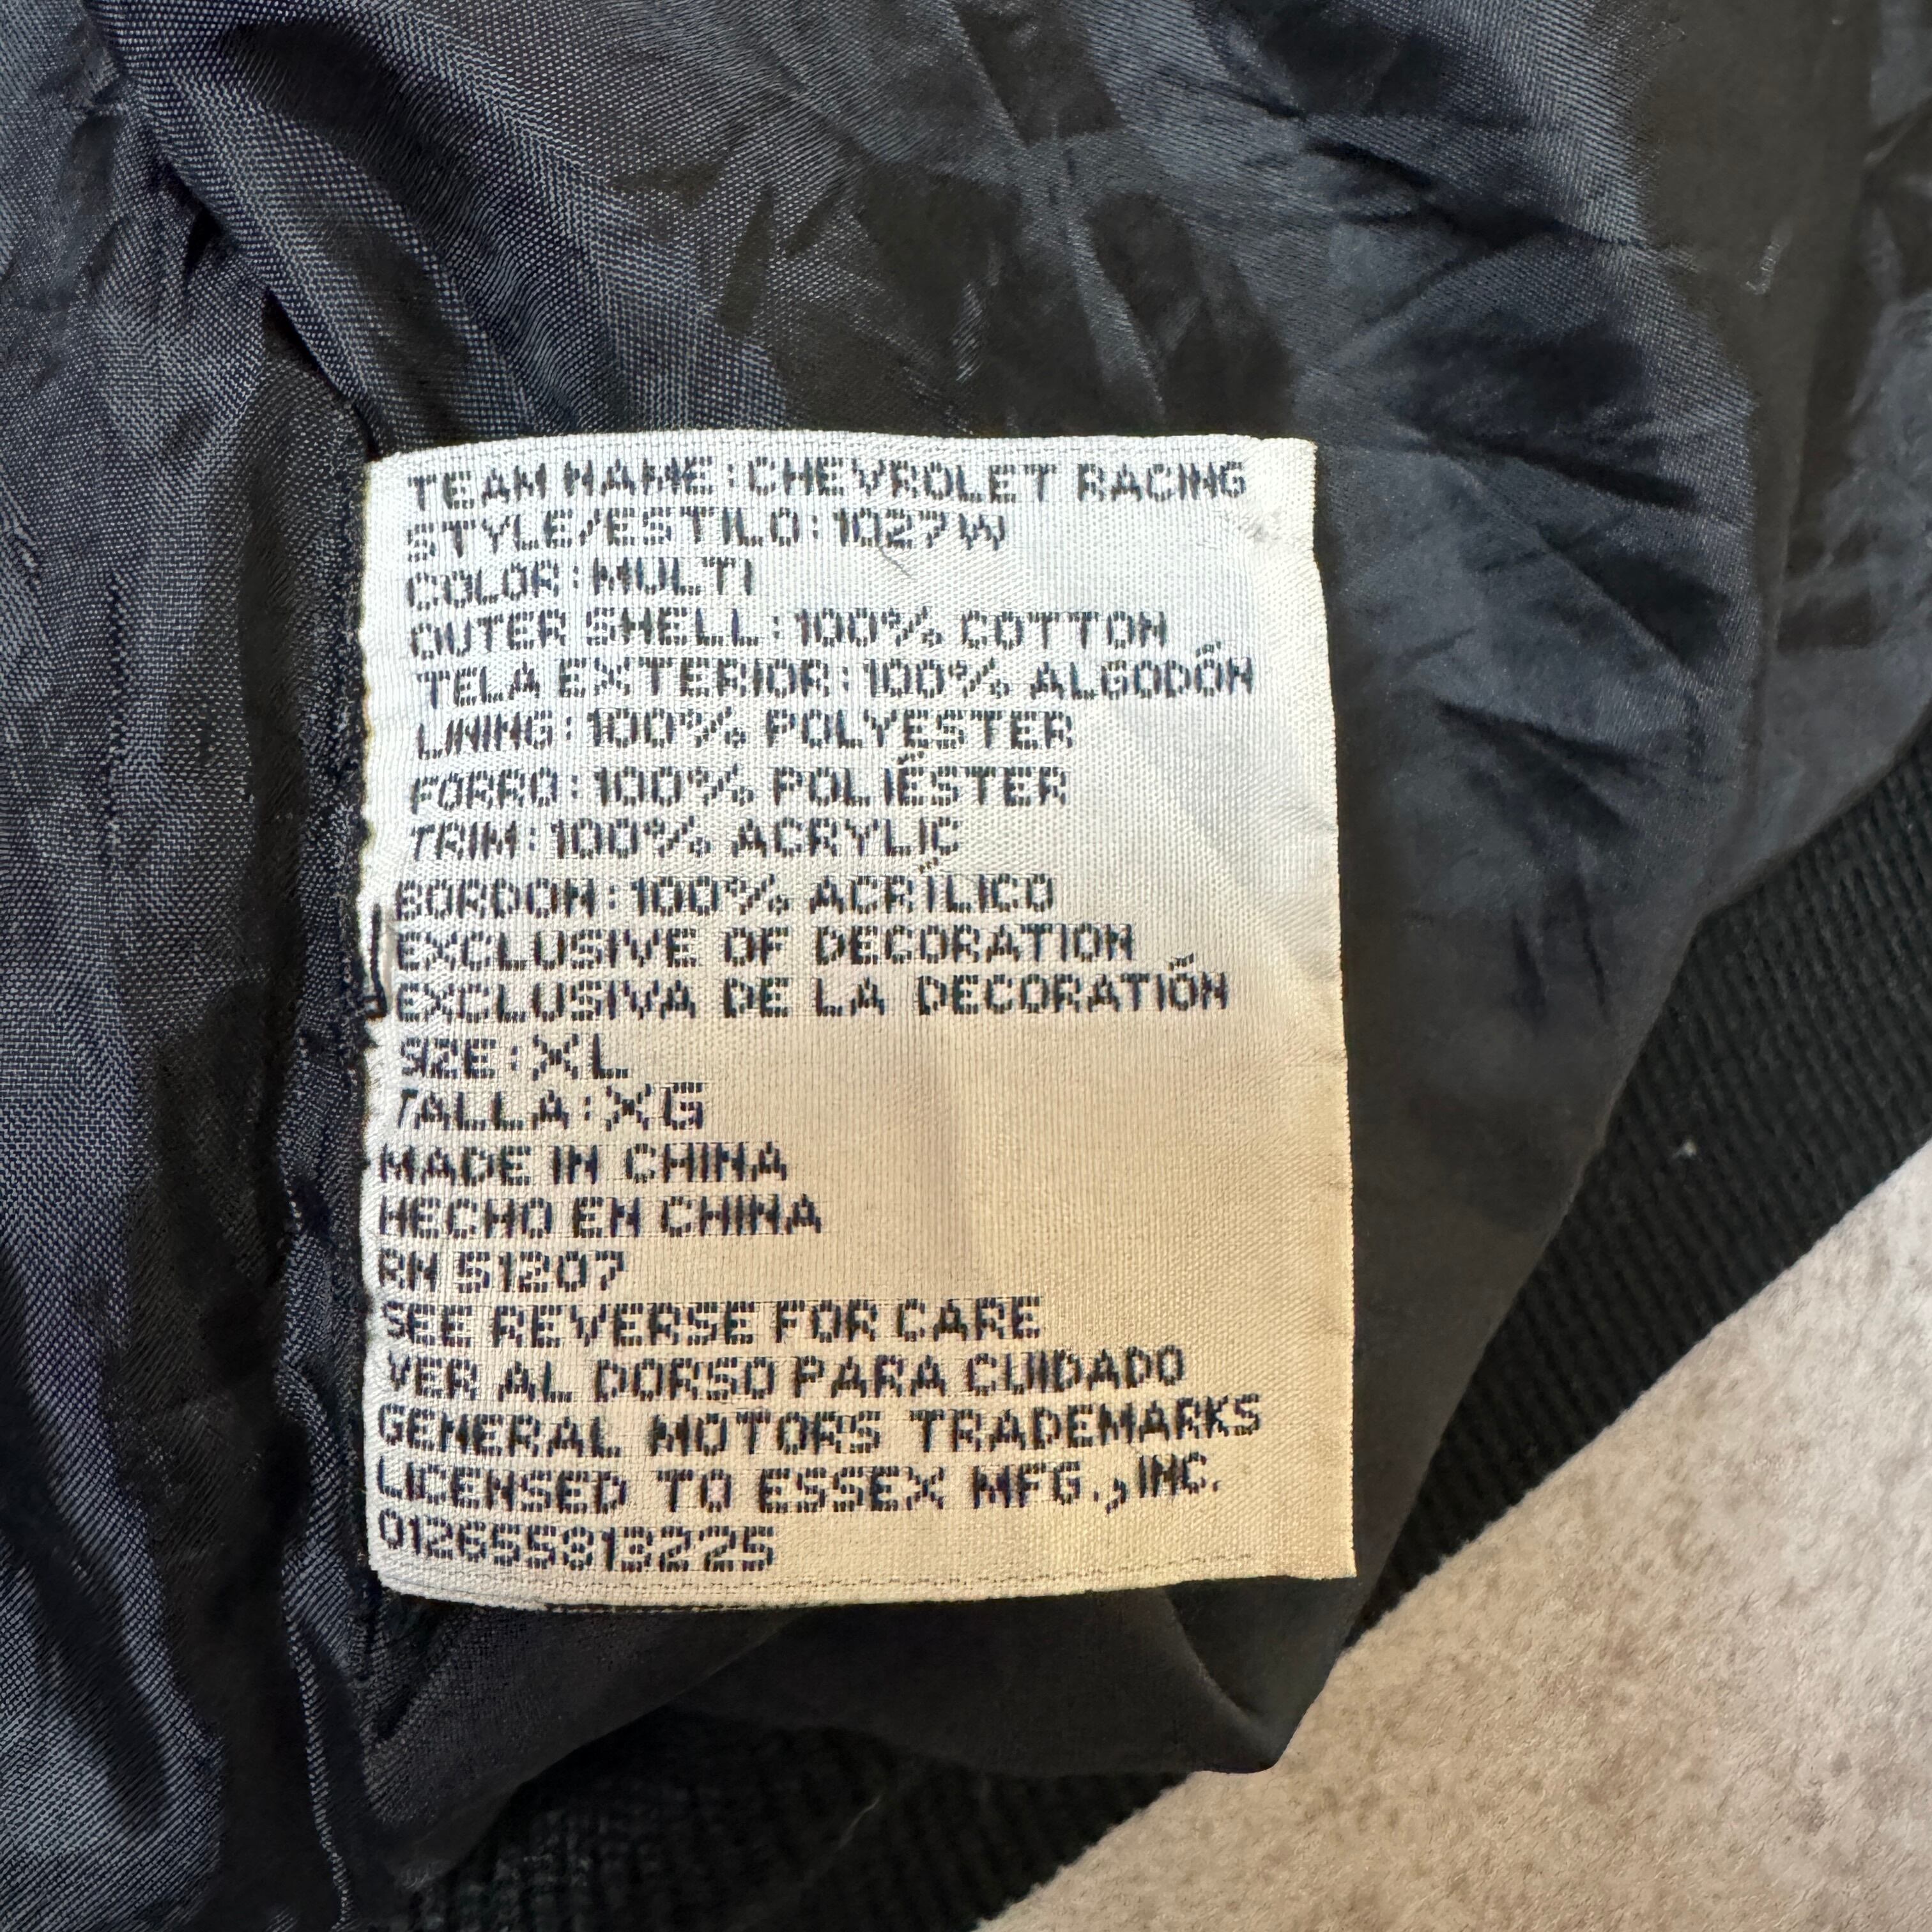 TEAM NAME:CHEVROLET RACING
STYLE/ESTILO:1027W
COLOR:MULTI
OUTER SHELL:100% COTTON
TELA EXTERIOR:100% ALGODÓN
LINING:100% POLYESTER
FORRO:100% POLIÉSTER
TRIM:100% ACRYLIC
BORDON:100% ACRÍLICO
EXCLUSIVE OF DECORATION
EXCLUSIVA DE LA DECORATIÓN
SIZE:XL
TALLA:XG
MADE IN CHINA
HECHO EN CHINA
RN 51207
SEE REVERSE FOR CARE
VER AL DORSO PARA CUIDADO
GENERAL MOTORS TRADEMARKS
LICENSED TO ESSEX MFG.,INC.
012655813225